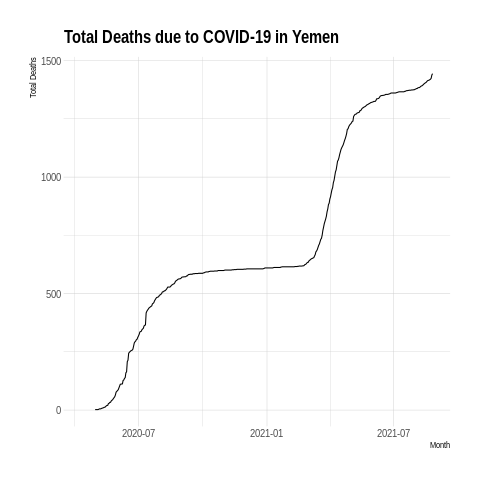 Total Deaths due to COVID-19 in Yemen
Total Deaths
1500
1000
500
0
2020-07
2021-01
2021-07
Month